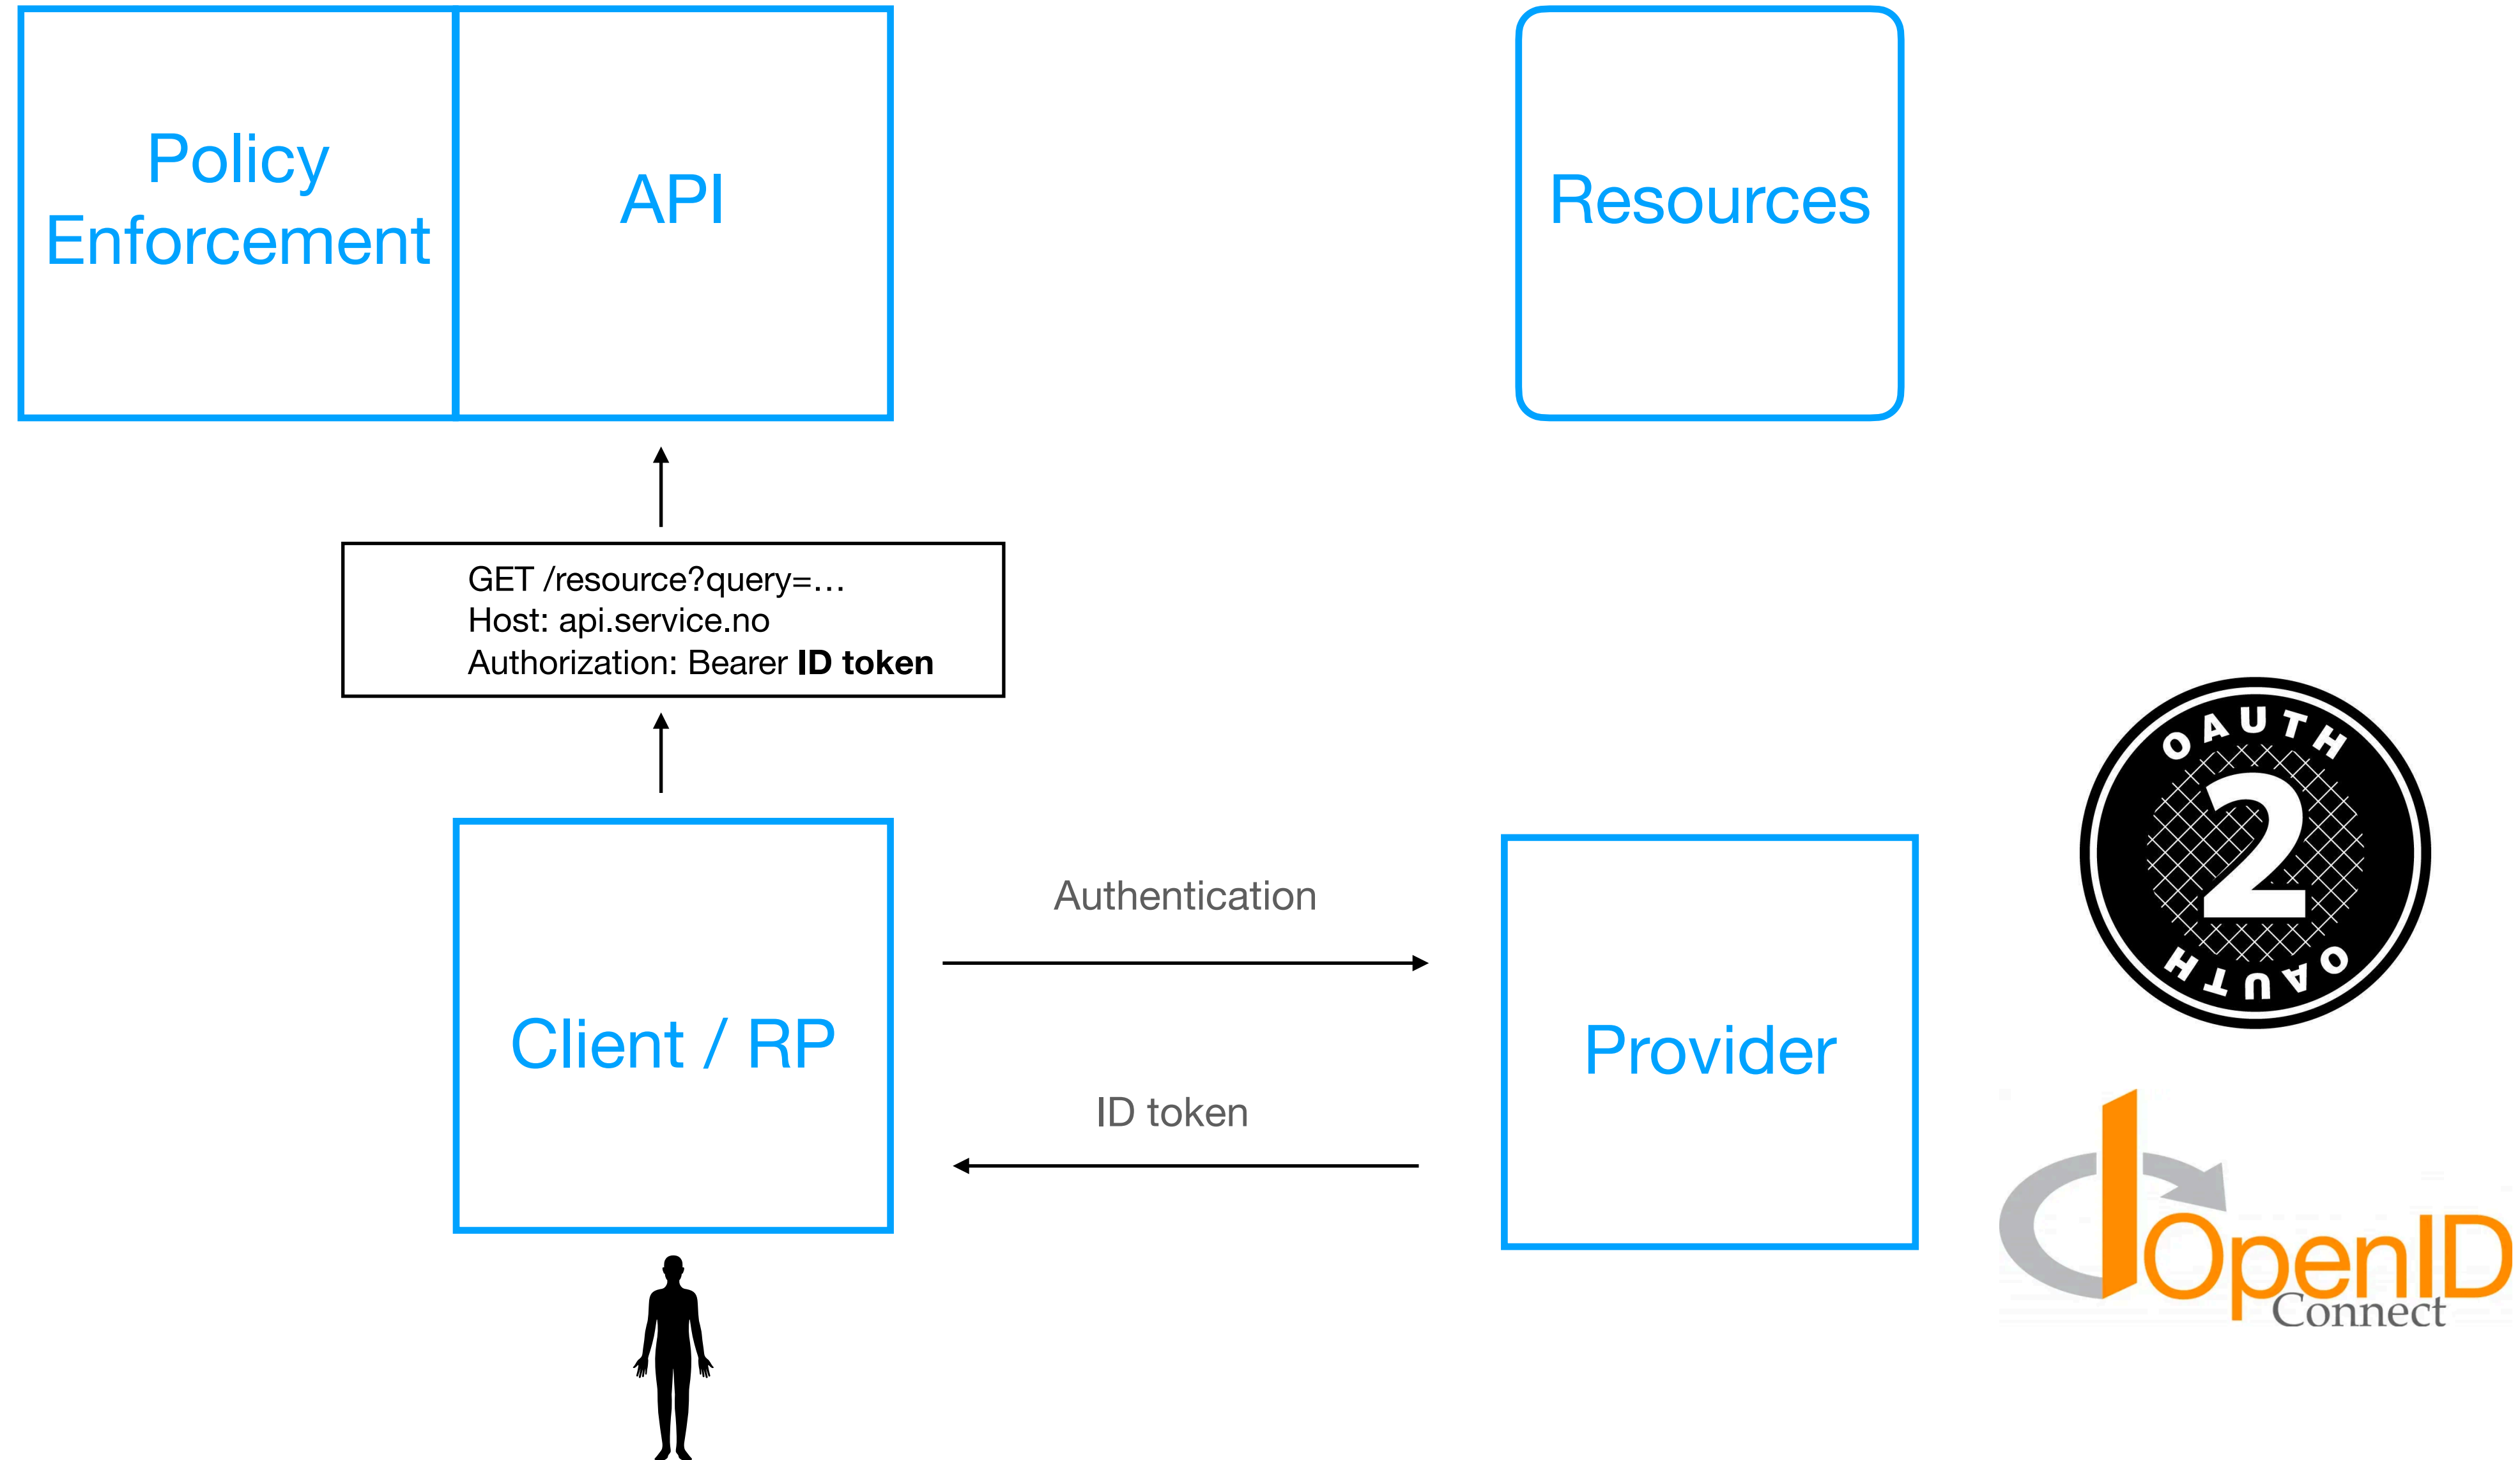 Policy
Enforcement
API
Resources
GET /resource?query=…
Host: api.service.no
Authorization: Bearer ID token
Client / RP
Authentication
ID token
Provider
OAUTH
2
OAUTH
OpenID
Connect